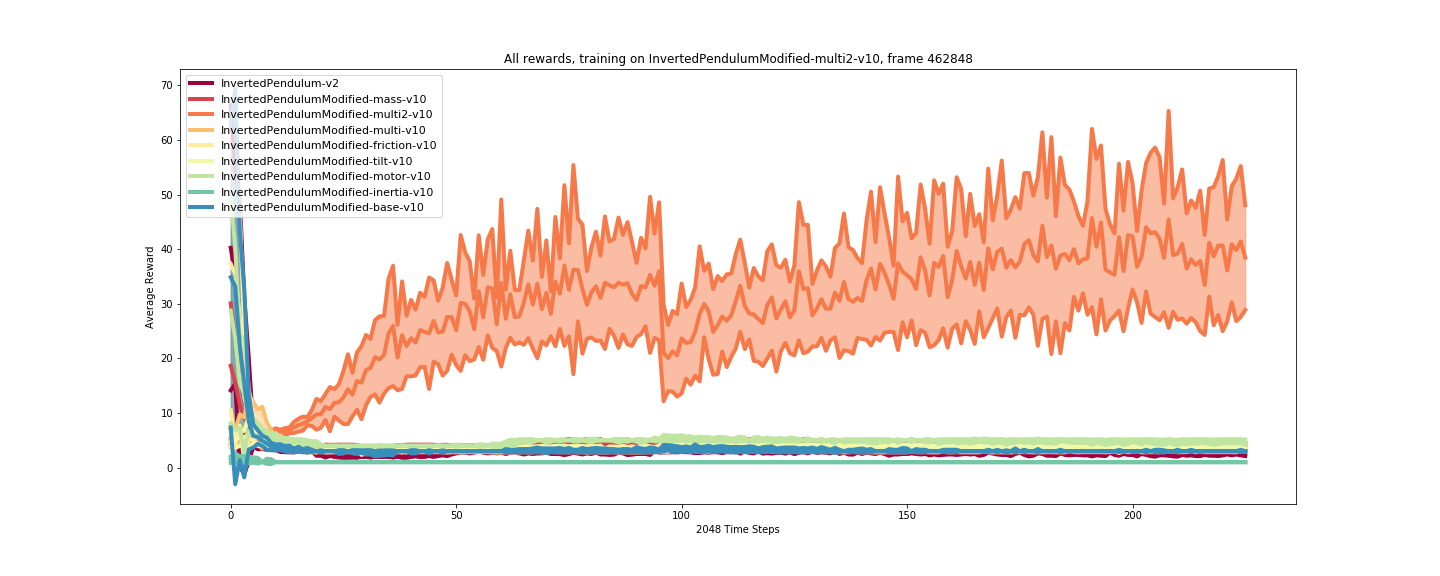 All rewards, training on InvertedPendulumModified-multi2-v10, frame 462848
70
60
50
40
30
20
10
0
Average Reward
InvertedPendulum-v2
InvertedPendulumModified-mass-v10
InvertedPendulumModified-multi2-v10
InvertedPendulumModified-multi-v10
InvertedPendulumModified-friction-v10
InvertedPendulumModified-tilt-v10
InvertedPendulumModified-motor-v10
InvertedPendulumModified-inertia-v10
InvertedPendulumModified-base-v10
0 50 100 150 200
2048 Time Steps